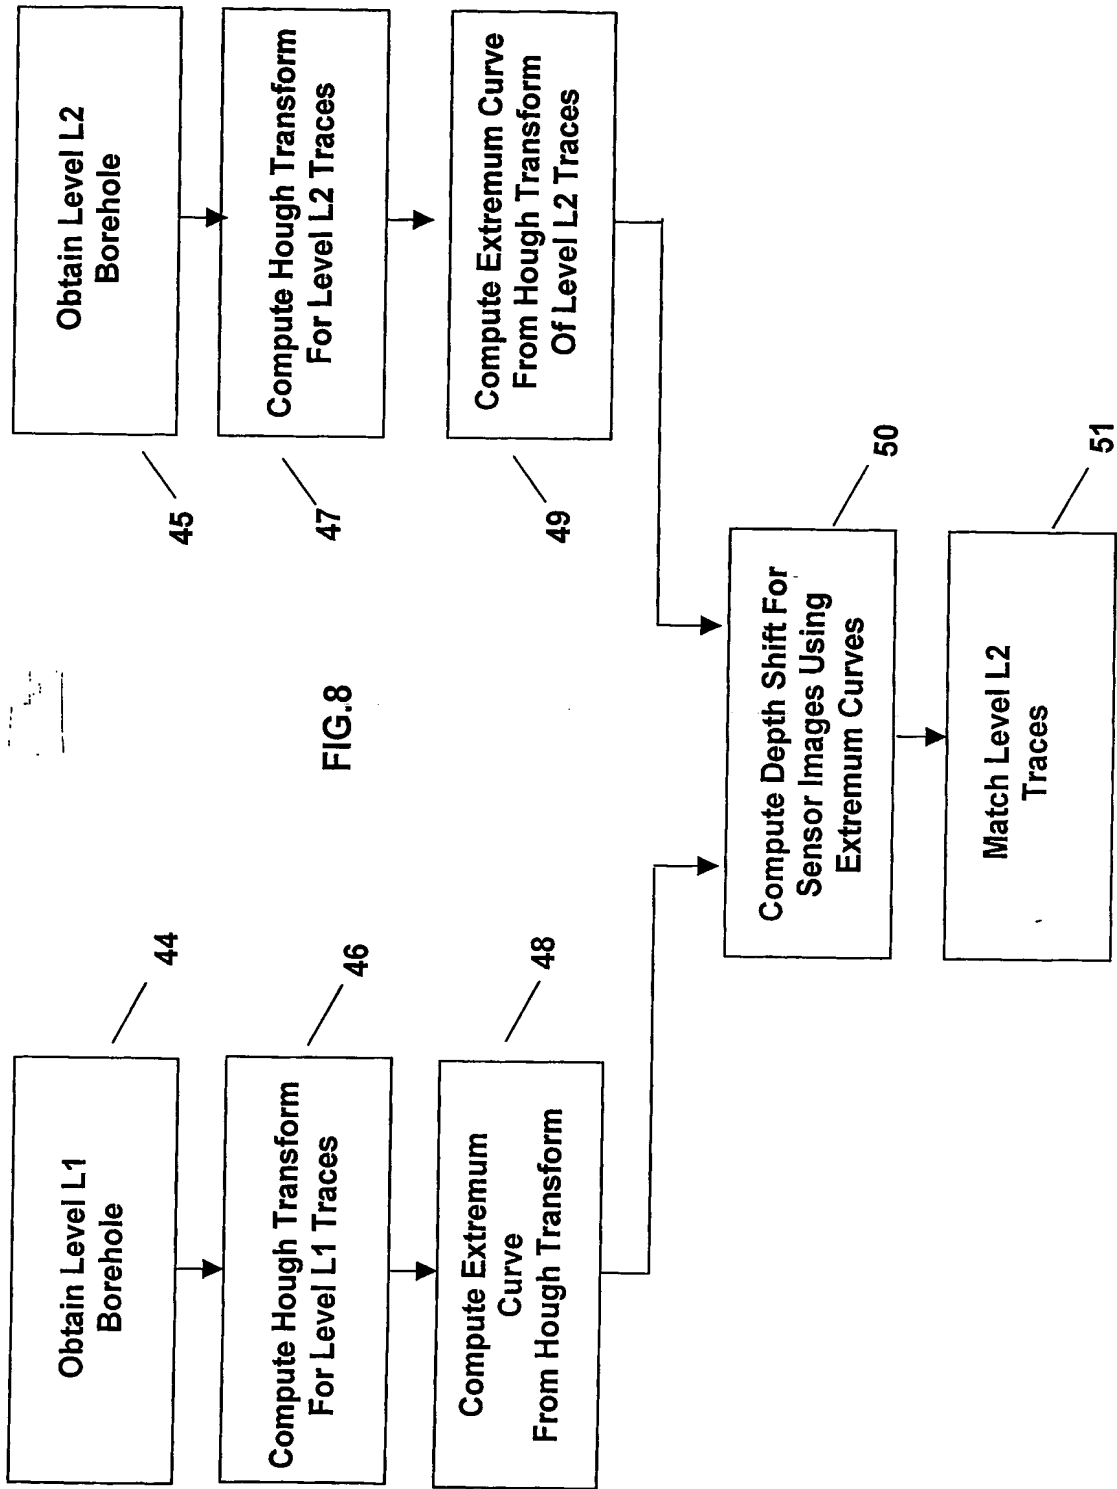 FIG.8
Obtain Level L1
Borehole
44
Compute Hough Transform
For Level L1 Traces
46
Compute Extremum
Curve
From Hough Transform
48
Obtain Level L2
Borehole
45
Compute Hough Transform
For Level L2 Traces
47
Compute Extremum Curve
From Hough Transform
Of Level L2 Traces
49
Compute Depth Shift For
Sensor Images Using
Extremum Curves
50
Match Level L2
Traces
51